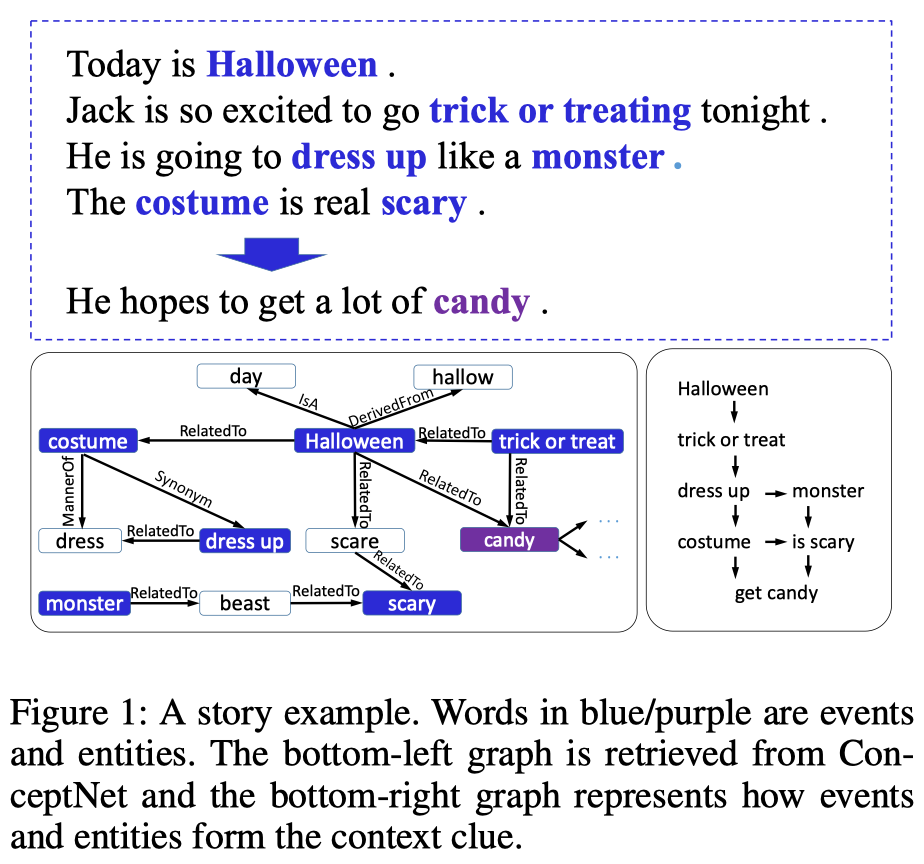 Today is Halloween .
Jack is so excited to go trick or treating tonight .
He is going to dress up like a monster .
The costume is real scary .
He hopes to get a lot of candy .
day
hallow
IsA
DerivedFrom
costume
RelatedTo
Halloween
RelatedTo
trick or treat
MannerOf
Synonym
RelatedTo
RelatedTo
RelatedTo
dress
RelatedTo
dress up
scare
candy
...
...
RelatedTo
monster
RelatedTo
beast
RelatedTo
scary
Halloween
trick or treat
dress up
monster
costume
is scary
get candy
Figure 1: A story example. Words in blue/purple are events
and entities. The bottom-left graph is retrieved from Con-
ceptNet and the bottom-right graph represents how events
and entities form the context clue.